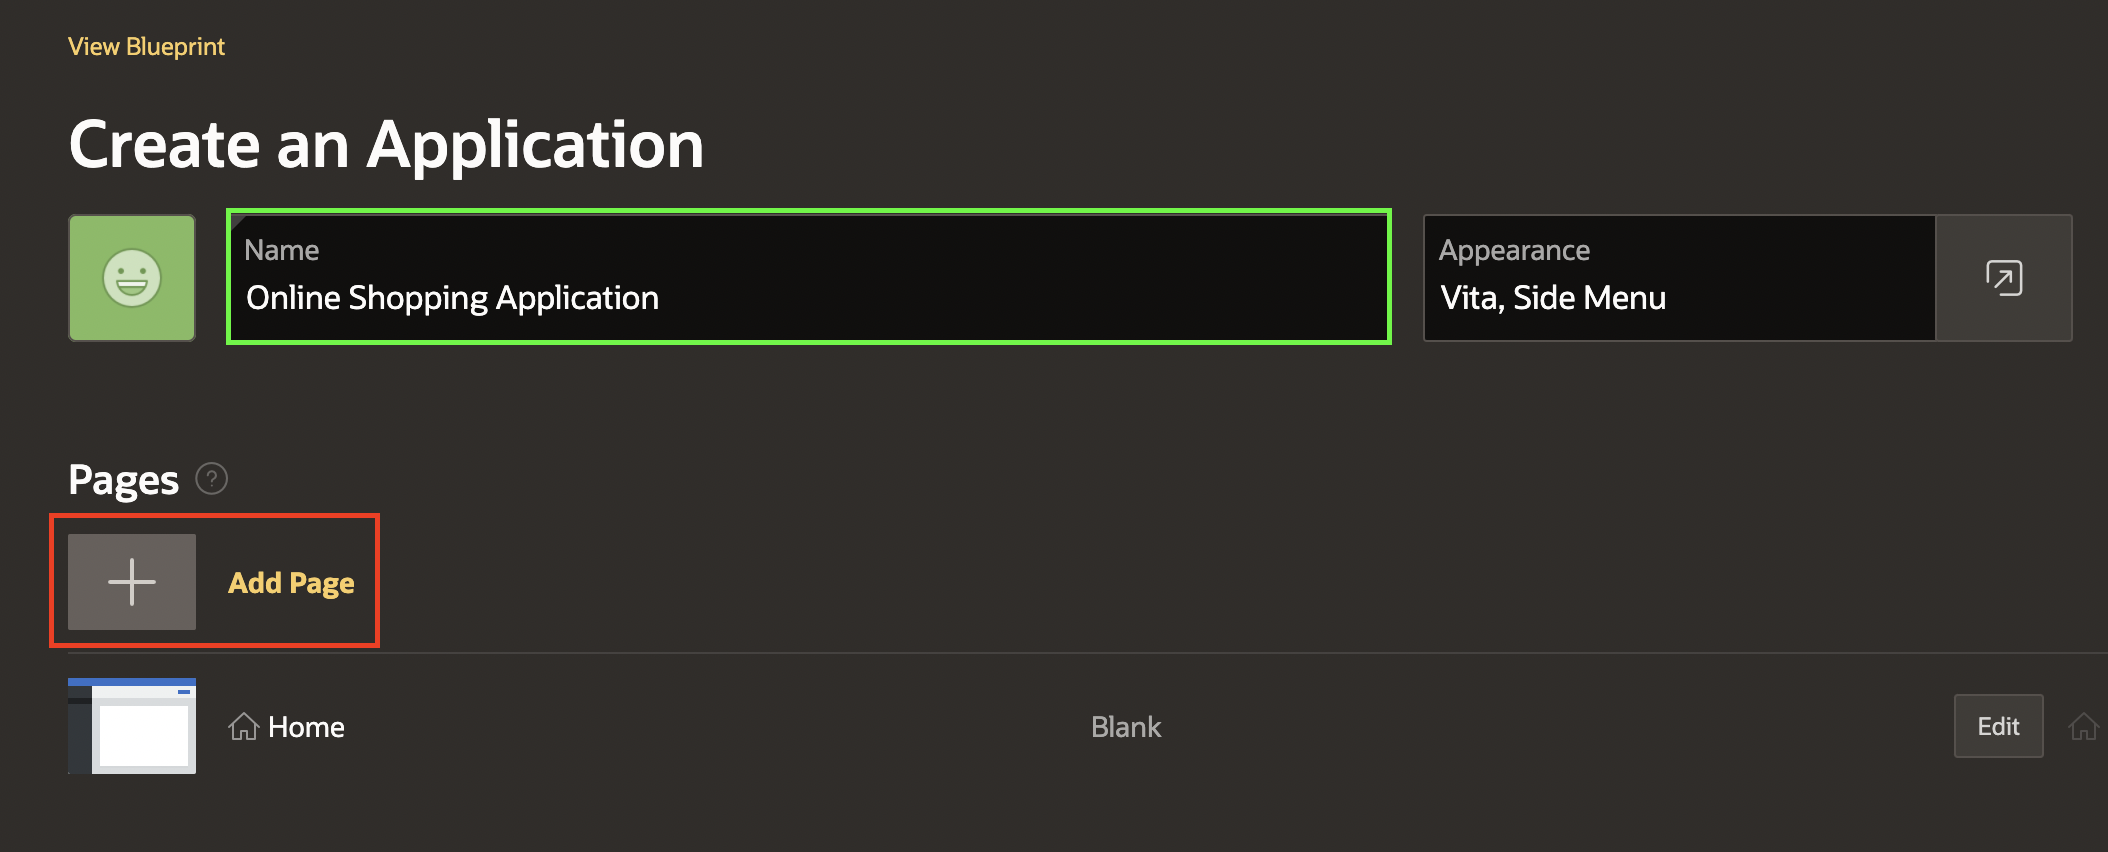 View Blueprint
Create an Application
Name
Online Shopping Application
Appearance
Vita, Side Menu
Pages ?
Add Page
Home Blank Edit